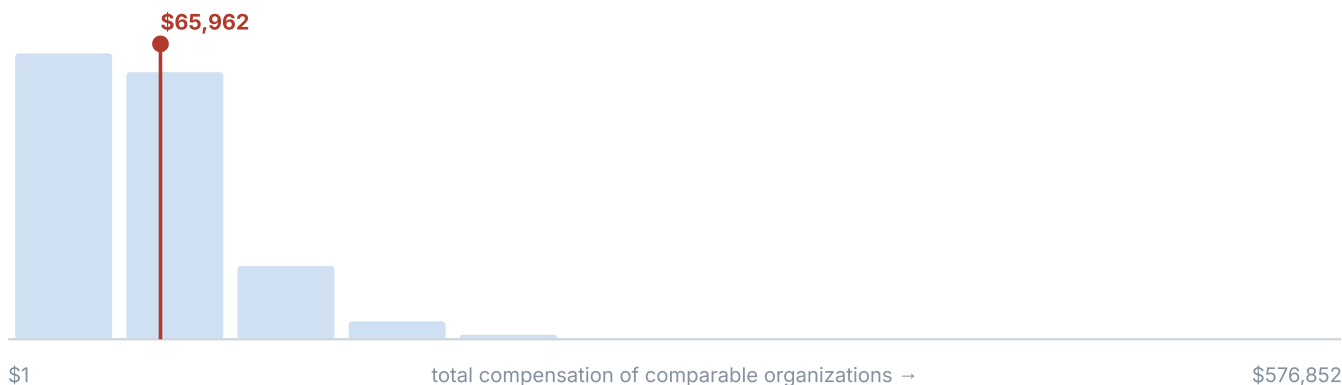 $65,962
$1 total compensation of comparable organizations → $576,852